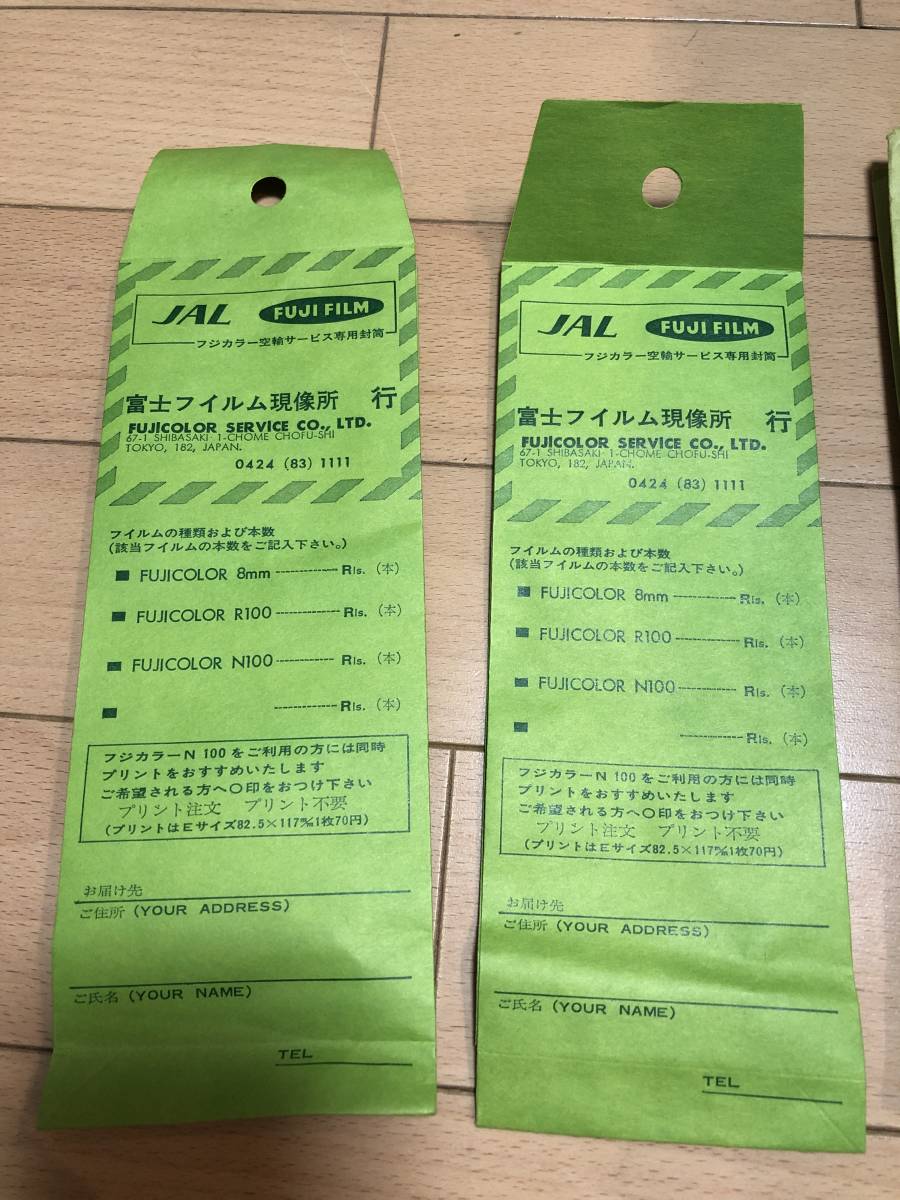 JAL FUJI FILM
フジカラー空輸サービス専用封筒
富士フイルム現像所 行
FUJICOLOR SERVICE CO., LTD.
67-1 SHIBASAKI 1-CHOME CHOFU-SHI
TOKYO, 182, JAPAN.
0424 (83) 1111
フイルムの種類および本数
(該当フイルムの本数をご記入下さい。)
■ FUJICOLOR 8mm ------------ Rls. (本)
■ FUJICOLOR R100 ------------ Rls. (本)
■ FUJICOLOR N100 ------------ Rls. (本)
■ ------------ Rls. (本)
フジカラーN 100をご利用の方には同時
プリントをおすすめいたします
ご希望される方へ○印をおつけ下さい
プリント注文 プリント不要
(プリントはEサイズ82.5×117㎜1枚70円)
お届け先
ご住所 (YOUR ADDRESS)
ご氏名 (YOUR NAME)
TEL
JAL FUJI FILM
フジカラー空輸サービス専用封筒
富士フイルム現像所 行
FUJICOLOR SERVICE CO., LTD.
67-1 SHIBASAKI 1-CHOME CHOFU-SHI
TOKYO, 182, JAPAN.
0424 (83) 1111
フイルムの種類および本数
(該当フイルムの本数をご記入下さい。)
■ FUJICOLOR 8mm ------------ Rls. (本)
■ FUJICOLOR R100 ------------ Rls. (本)
■ FUJICOLOR N100 ------------ Rls. (本)
■ ------------ Rls. (本)
フジカラーN 100をご利用の方には同時
プリントをおすすめいたします
ご希望される方へ○印をおつけ下さい
プリント注文 プリント不要
(プリントはEサイズ82.5×117㎜1枚70円)
お届け先
ご住所 (YOUR ADDRESS)
ご氏名 (YOUR NAME)
TEL